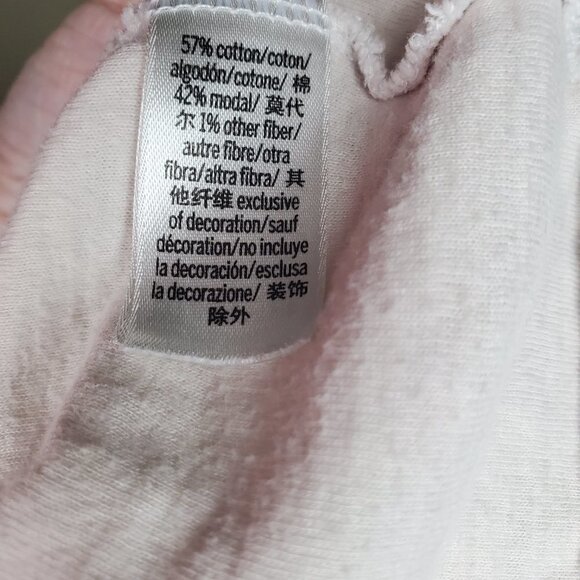 57% cotton/coton/
algodón/cotone/ 棉
42% modal/ 莫代
尔 1% other fiber/
autre fibre/otra
fibra/altra fibra/ 其
他纤维 exclusive
of decoration/sauf
décoration/no incluye
la decoración/esclusa
la decorazione/ 装饰
除外